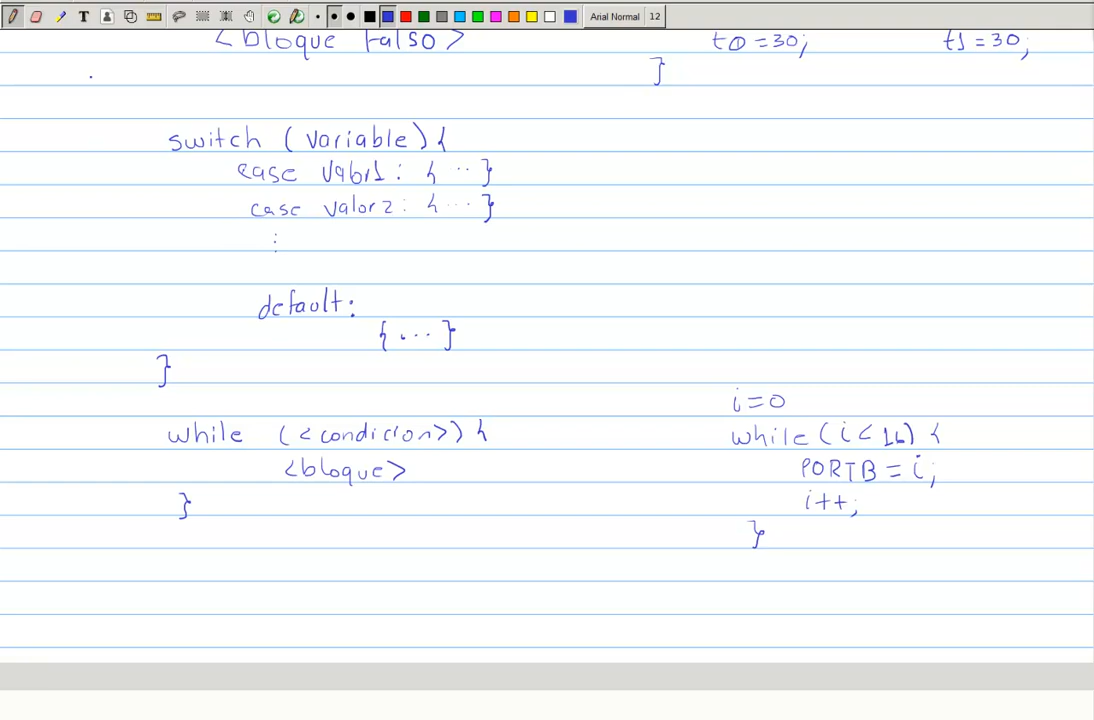 T Arial Normal 12
<bloque falso> t0=30; t1=30;
}
switch (variable){
case valor1: {..}
case valor2: {...}
default:
{...}
}
i=0
while (<condicion>){ while(i<16){
<bloque> PORTB=i;
} i++;
}